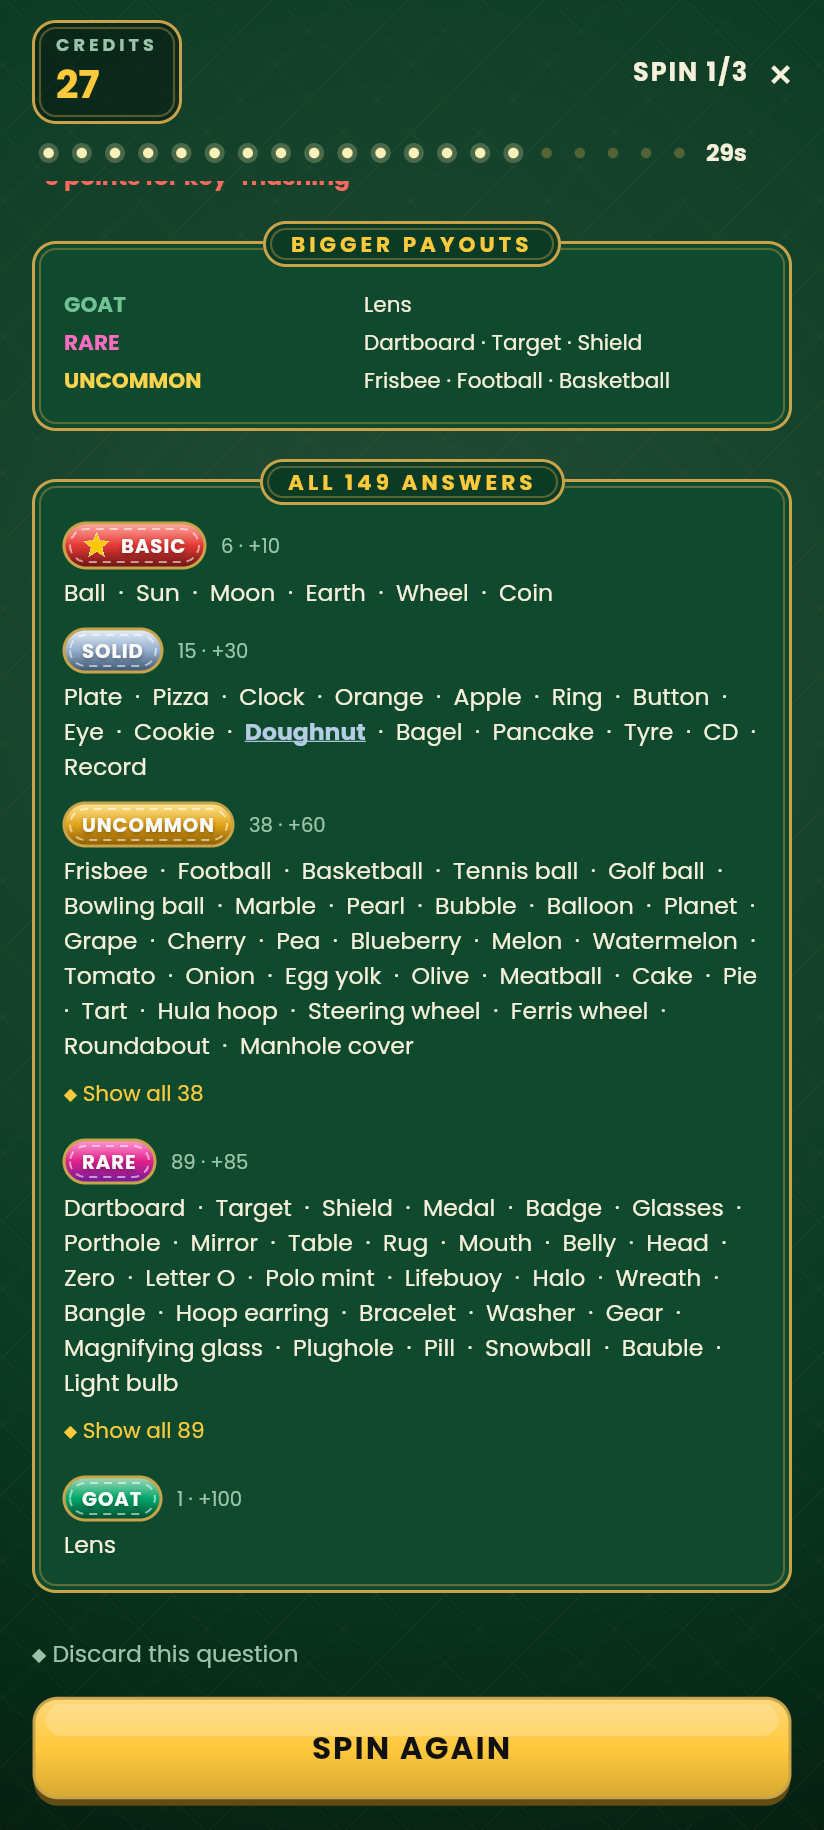 CREDITS
27
SPIN 1/3 ×
29s
BIGGER PAYOUTS
GOAT Lens
RARE Dartboard · Target · Shield
UNCOMMON Frisbee · Football · Basketball
ALL 149 ANSWERS
BASIC 6 · +10
Ball · Sun · Moon · Earth · Wheel · Coin
SOLID 15 · +30
Plate · Pizza · Clock · Orange · Apple · Ring · Button ·
Eye · Cookie · Doughnut · Bagel · Pancake · Tyre · CD ·
Record
UNCOMMON 38 · +60
Frisbee · Football · Basketball · Tennis ball · Golf ball ·
Bowling ball · Marble · Pearl · Bubble · Balloon · Planet ·
Grape · Cherry · Pea · Blueberry · Melon · Watermelon ·
Tomato · Onion · Egg yolk · Olive · Meatball · Cake · Pie
· Tart · Hula hoop · Steering wheel · Ferris wheel ·
Roundabout · Manhole cover
◆ Show all 38
RARE 89 · +85
Dartboard · Target · Shield · Medal · Badge · Glasses ·
Porthole · Mirror · Table · Rug · Mouth · Belly · Head ·
Zero · Letter O · Polo mint · Lifebuoy · Halo · Wreath ·
Bangle · Hoop earring · Bracelet · Washer · Gear ·
Magnifying glass · Plughole · Pill · Snowball · Bauble ·
Light bulb
◆ Show all 89
GOAT 1 · +100
Lens
◆ Discard this question
SPIN AGAIN